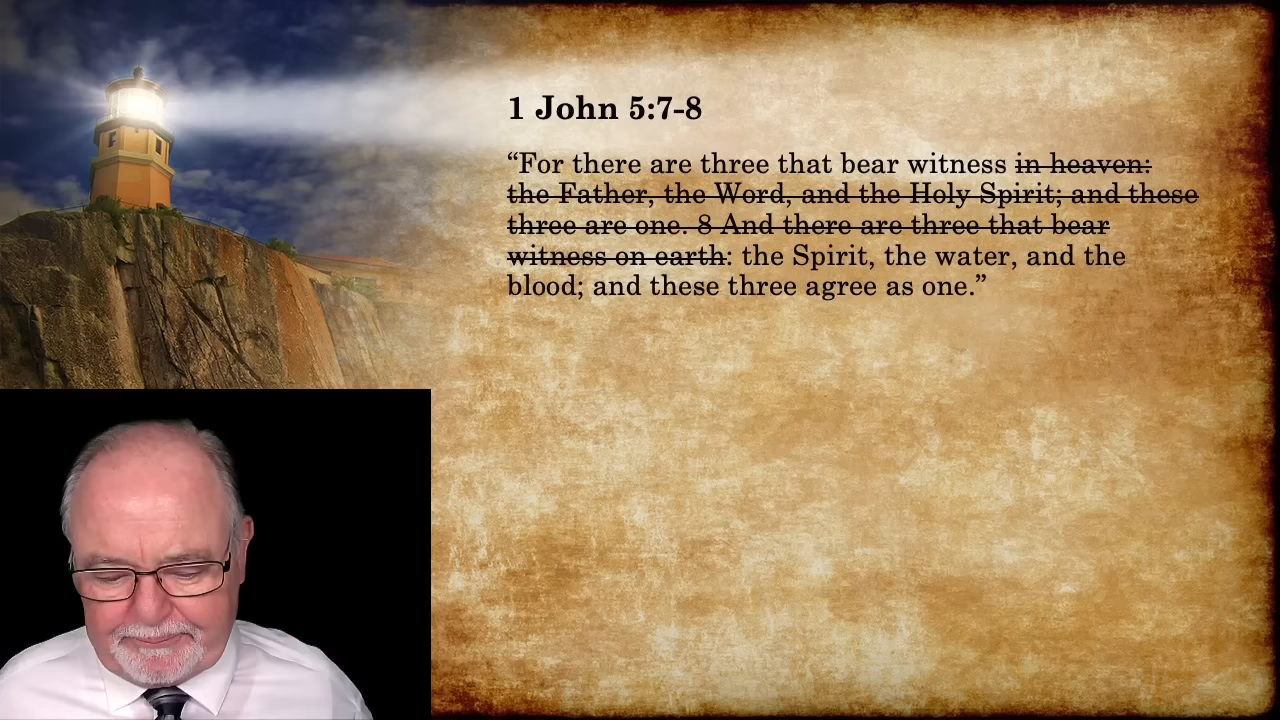 1 John 5:7-8
“For there are three that bear witness in heaven:
the Father, the Word, and the Holy Spirit; and these
three are one. 8 And there are three that bear
witness on earth: the Spirit, the water, and the
blood; and these three agree as one.”